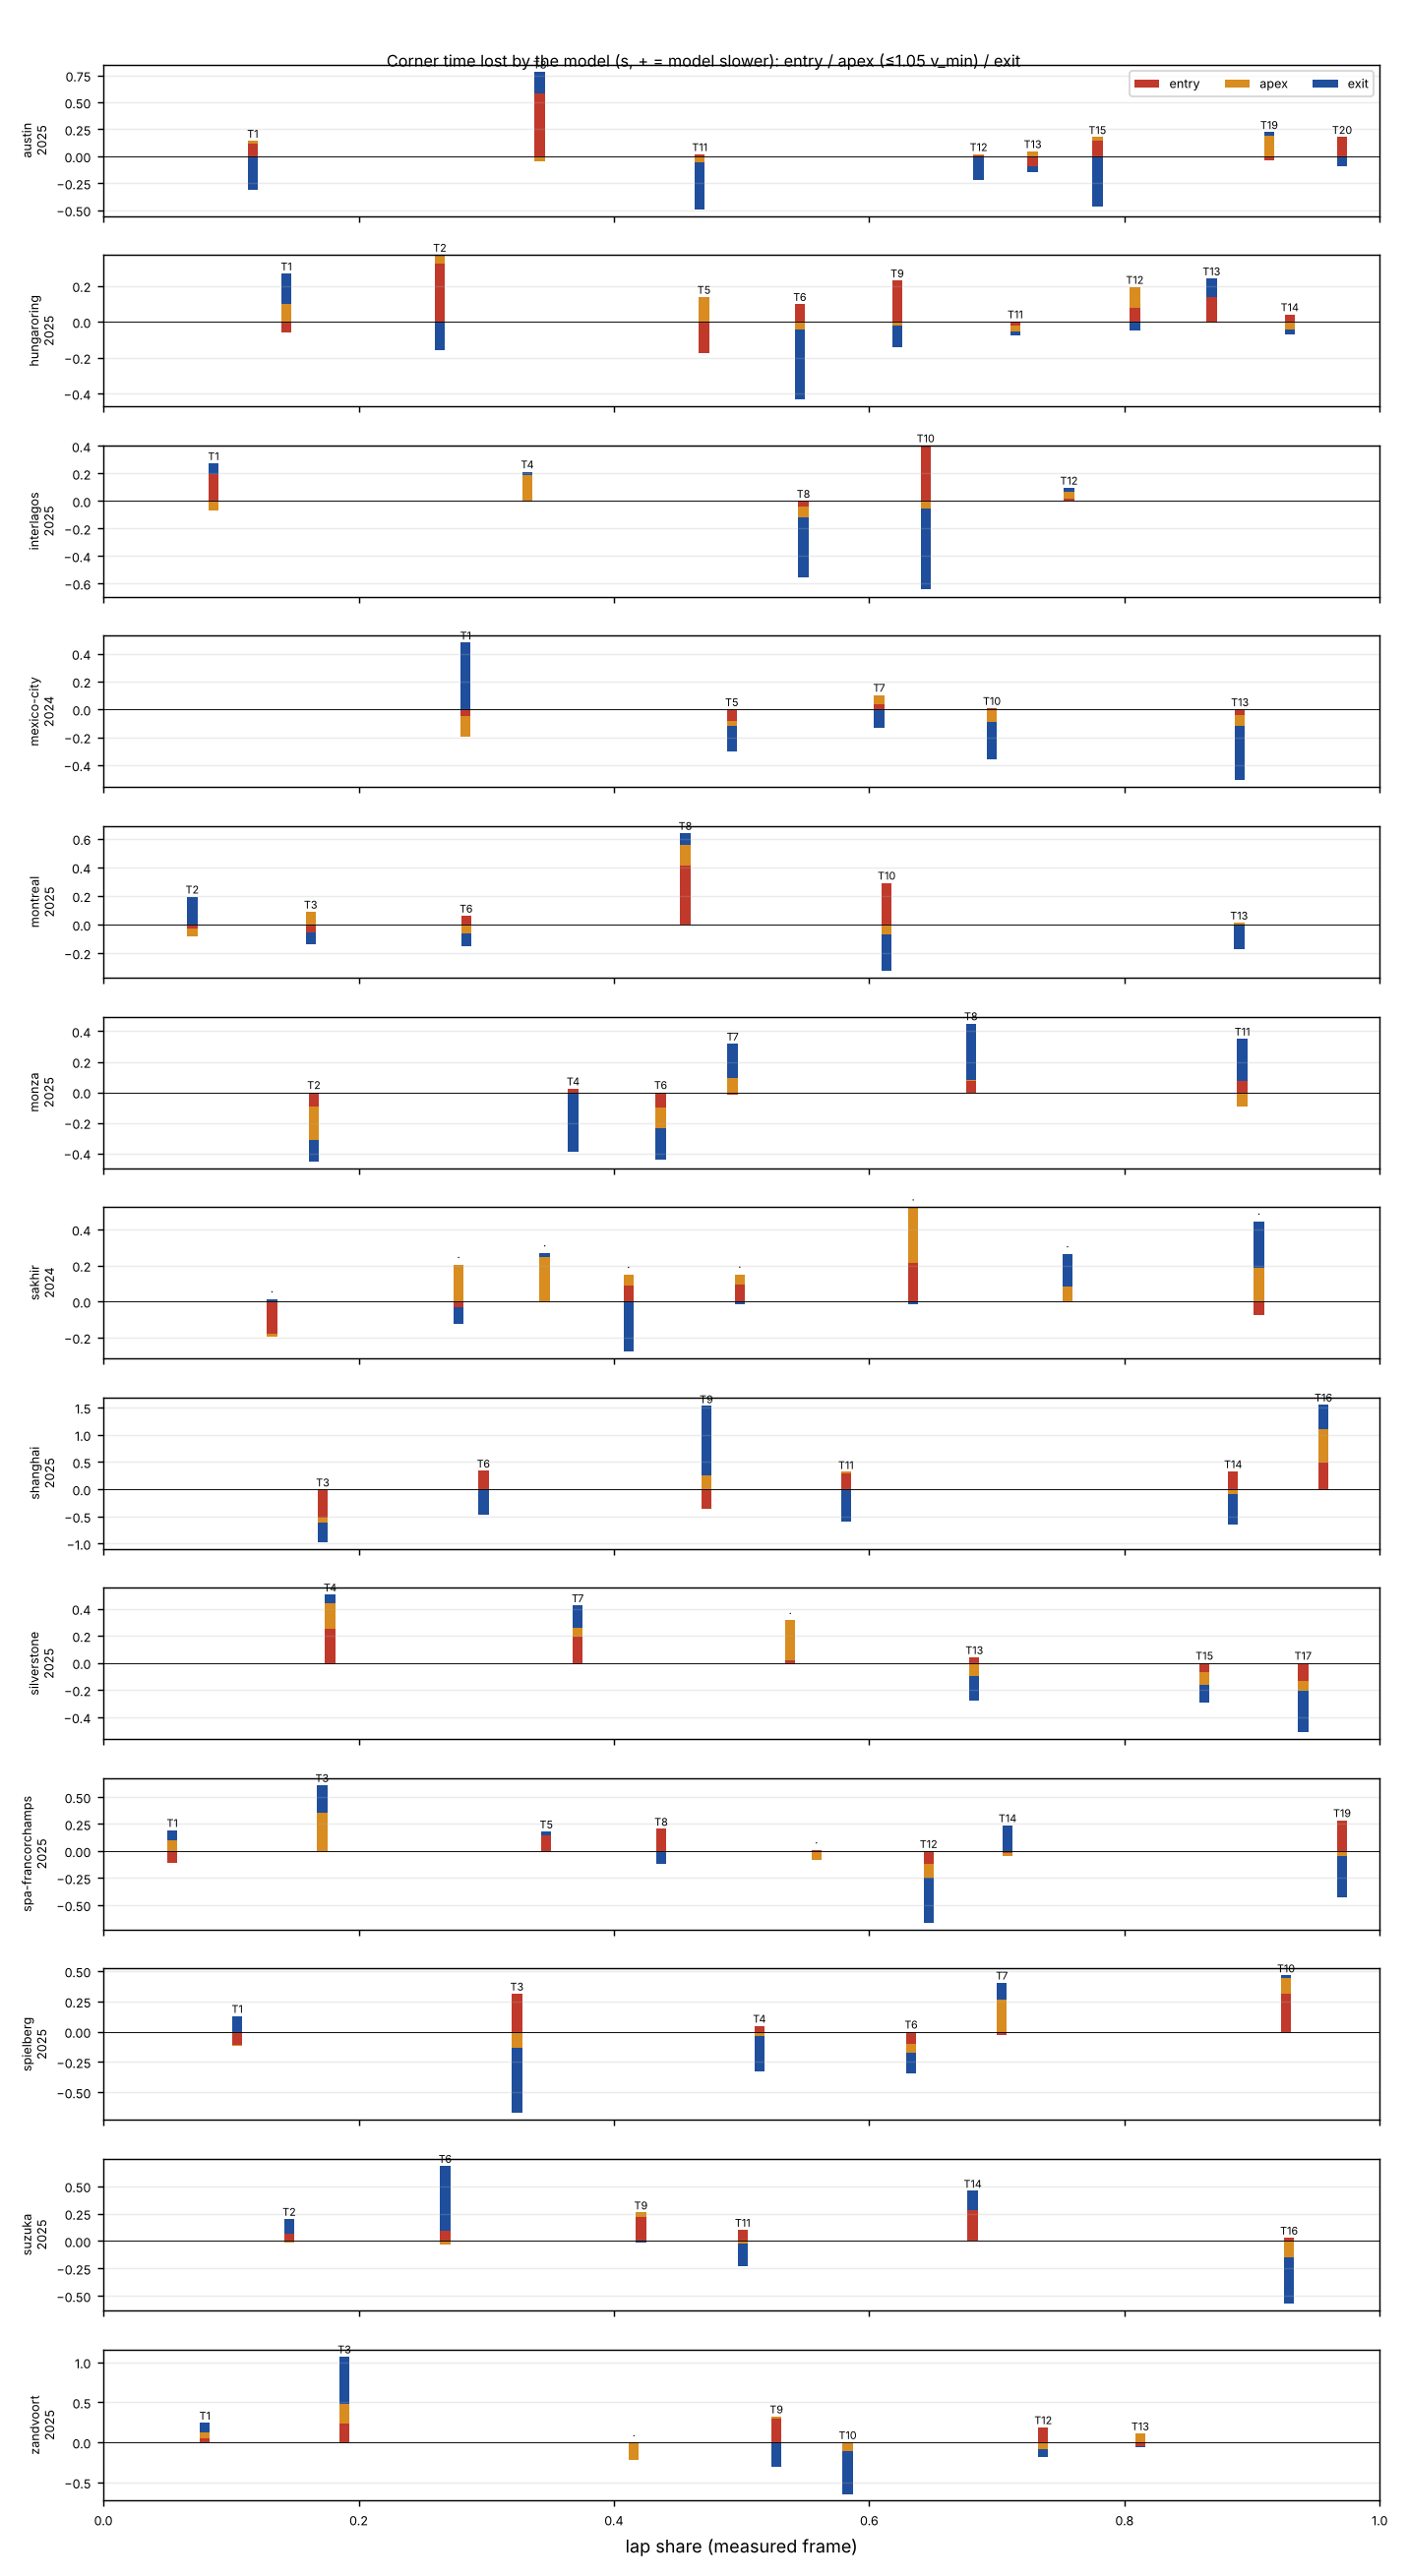 Corner time lost by the model (s, + = model slower): entry / apex (≤1.05 v_min) / exit
entry apex exit
austin
2025
0.75
0.50
0.25
0.00
−0.25
−0.50
T1
T11
T12
T13
T15
T19
T20
hungaroring
2025
0.2
0.0
−0.2
−0.4
T1
T2
T5
T6
T9
T11
T12
T13
T14
interlagos
2025
0.4
0.2
0.0
−0.2
−0.4
−0.6
T1
T4
T8
T10
T12
mexico-city
2024
0.4
0.2
0.0
−0.2
−0.4
T1
T5
T7
T10
T13
montreal
2025
0.6
0.4
0.2
0.0
−0.2
T2
T3
T6
T8
T10
T13
monza
2025
0.4
0.2
0.0
−0.2
−0.4
T2
T4
T6
T7
T8
T11
sakhir
2024
0.4
0.2
0.0
−0.2
shanghai
2025
1.5
1.0
0.5
0.0
−0.5
−1.0
T3
T6
T9
T11
T14
T16
silverstone
2025
0.4
0.2
0.0
−0.2
−0.4
T4
T7
T13
T15
T17
spa-francorchamps
2025
0.50
0.25
0.00
−0.25
−0.50
T1
T3
T5
T8
T12
T14
T19
spielberg
2025
0.50
0.25
0.00
−0.25
−0.50
T1
T3
T4
T6
T7
T10
suzuka
2025
0.50
0.25
0.00
−0.25
−0.50
T2
T6
T9
T11
T14
T16
zandvoort
2025
1.0
0.5
0.0
−0.5
T1
T3
T9
T10
T12
T13
0.0 0.2 0.4 0.6 0.8 1.0
lap share (measured frame)